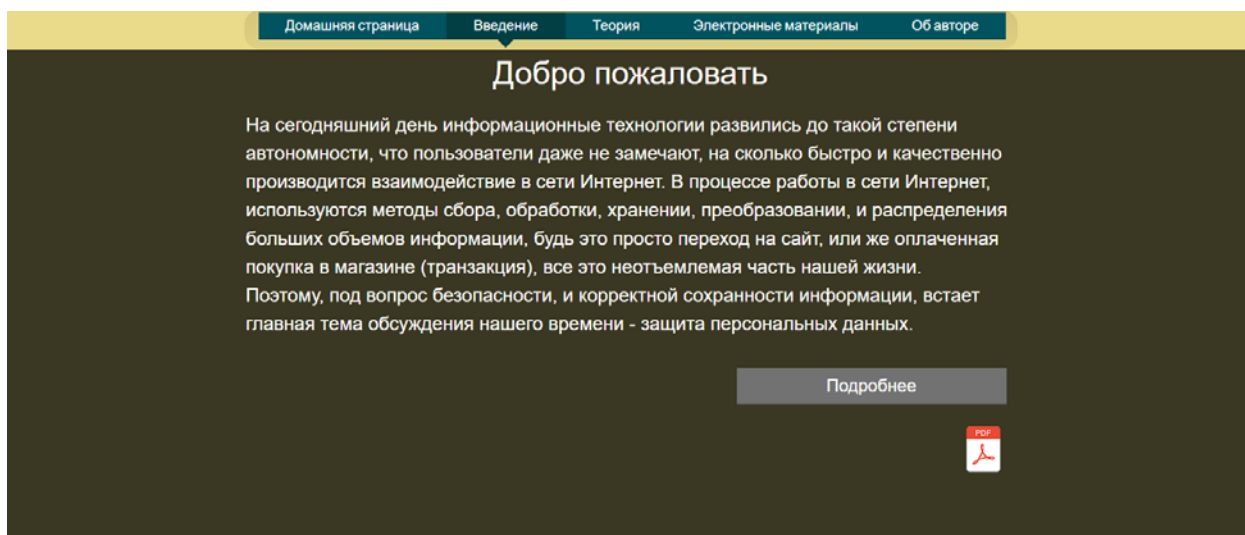 Домашняя страница Введение Теория Электронные материалы Об авторе
Добро пожаловать
На сегодняшний день информационные технологии развились до такой степени
автономности, что пользователи даже не замечают, на сколько быстро и качественно
производится взаимодействие в сети Интернет. В процессе работы в сети Интернет,
используются методы сбора, обработки, хранении, преобразовании, и распределения
больших объемов информации, будь это просто переход на сайт, или же оплаченная
покупка в магазине (транзакция), все это неотъемлемая часть нашей жизни.
Поэтому, под вопрос безопасности, и корректной сохранности информации, встает
главная тема обсуждения нашего времени - защита персональных данных.
Подробнее
PDF